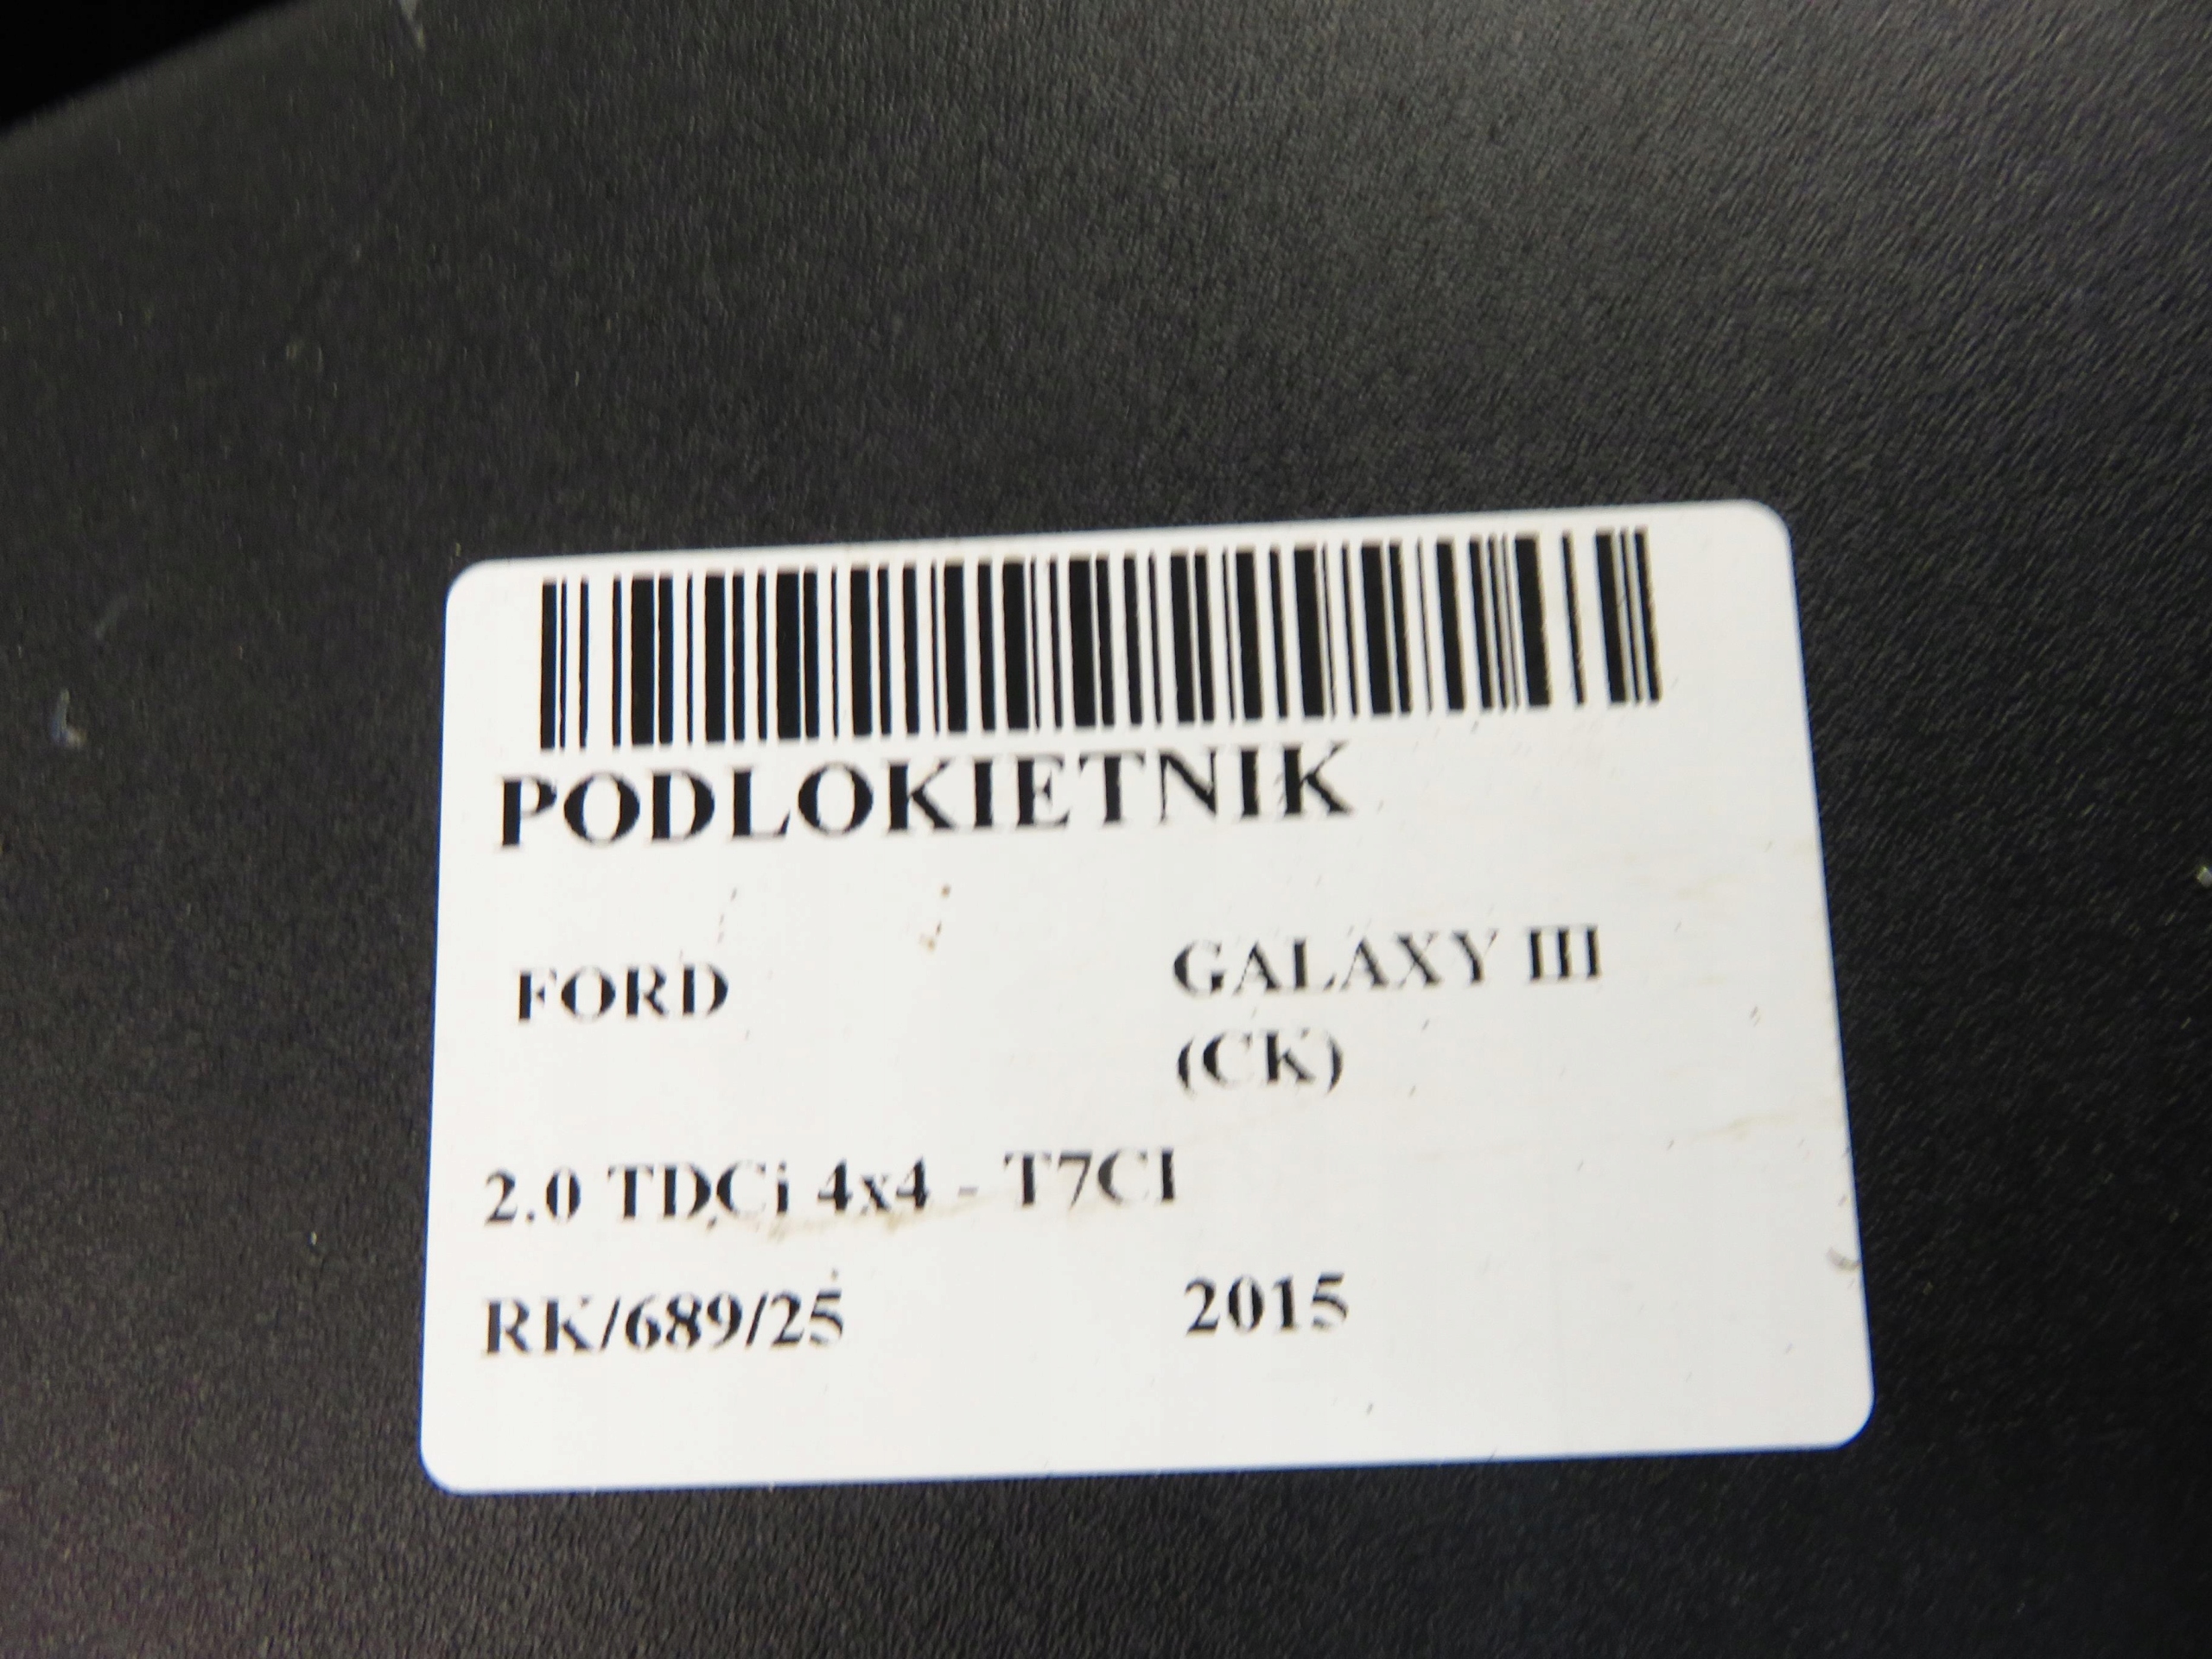 PODLOKIETNIK
FORD
GALAXY III
(CK)
2.0 TDCi 4x4 - T7CI
RK/689/25
2015